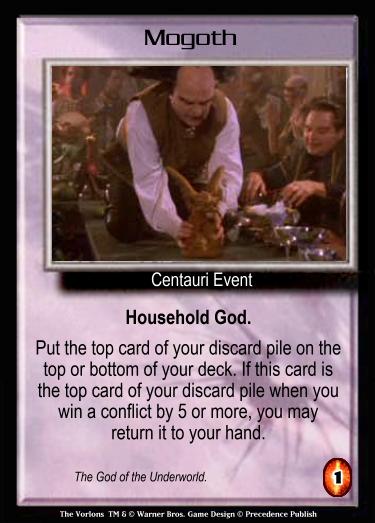 Mogoth
Centauri Event
Household God.
Put the top card of your discard pile on the
top or bottom of your deck. If this card is
the top card of your discard pile when you
win a conflict by 5 or more, you may
return it to your hand.
The God of the Underworld.
1
The Vorlons TM & © Warner Bros. Game Design © Precedence Publish